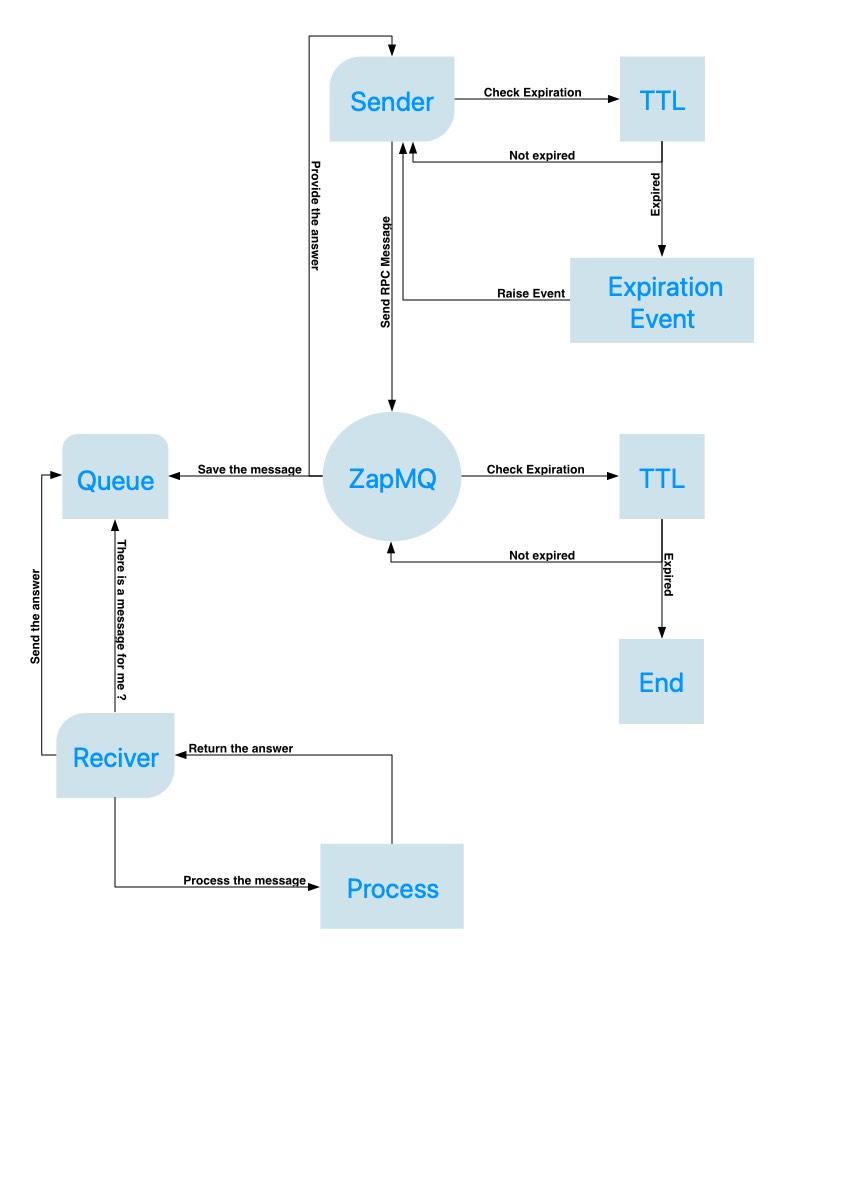 Sender
Check Expiration
TTL
Not expired
Provide the answer
Expired
Send RPC Message
Raise Event
Expiration
Event
Queue
Save the message
ZapMQ
Check Expiration
TTL
Not expired
Expired
Send the answer
There is a message for me ?
End
Reciver
Return the answer
Process the message
Process